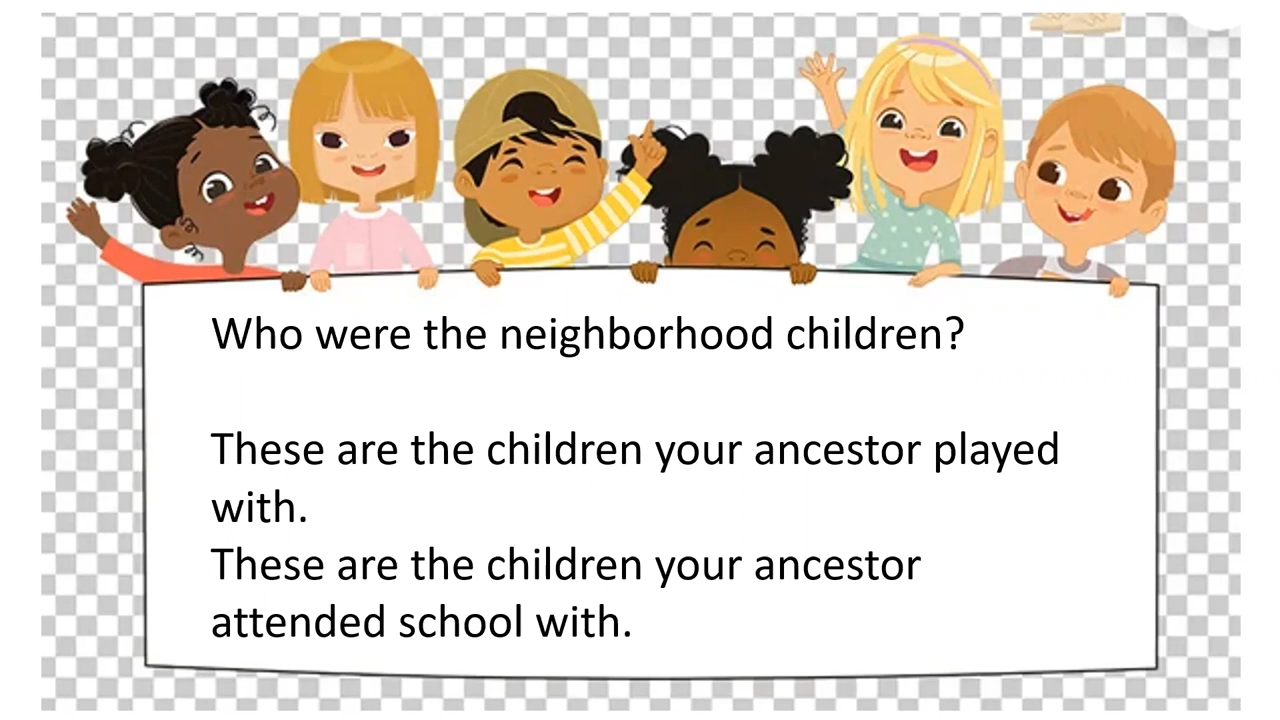 Who were the neighborhood children?
These are the children your ancestor played
with.
These are the children your ancestor
attended school with.